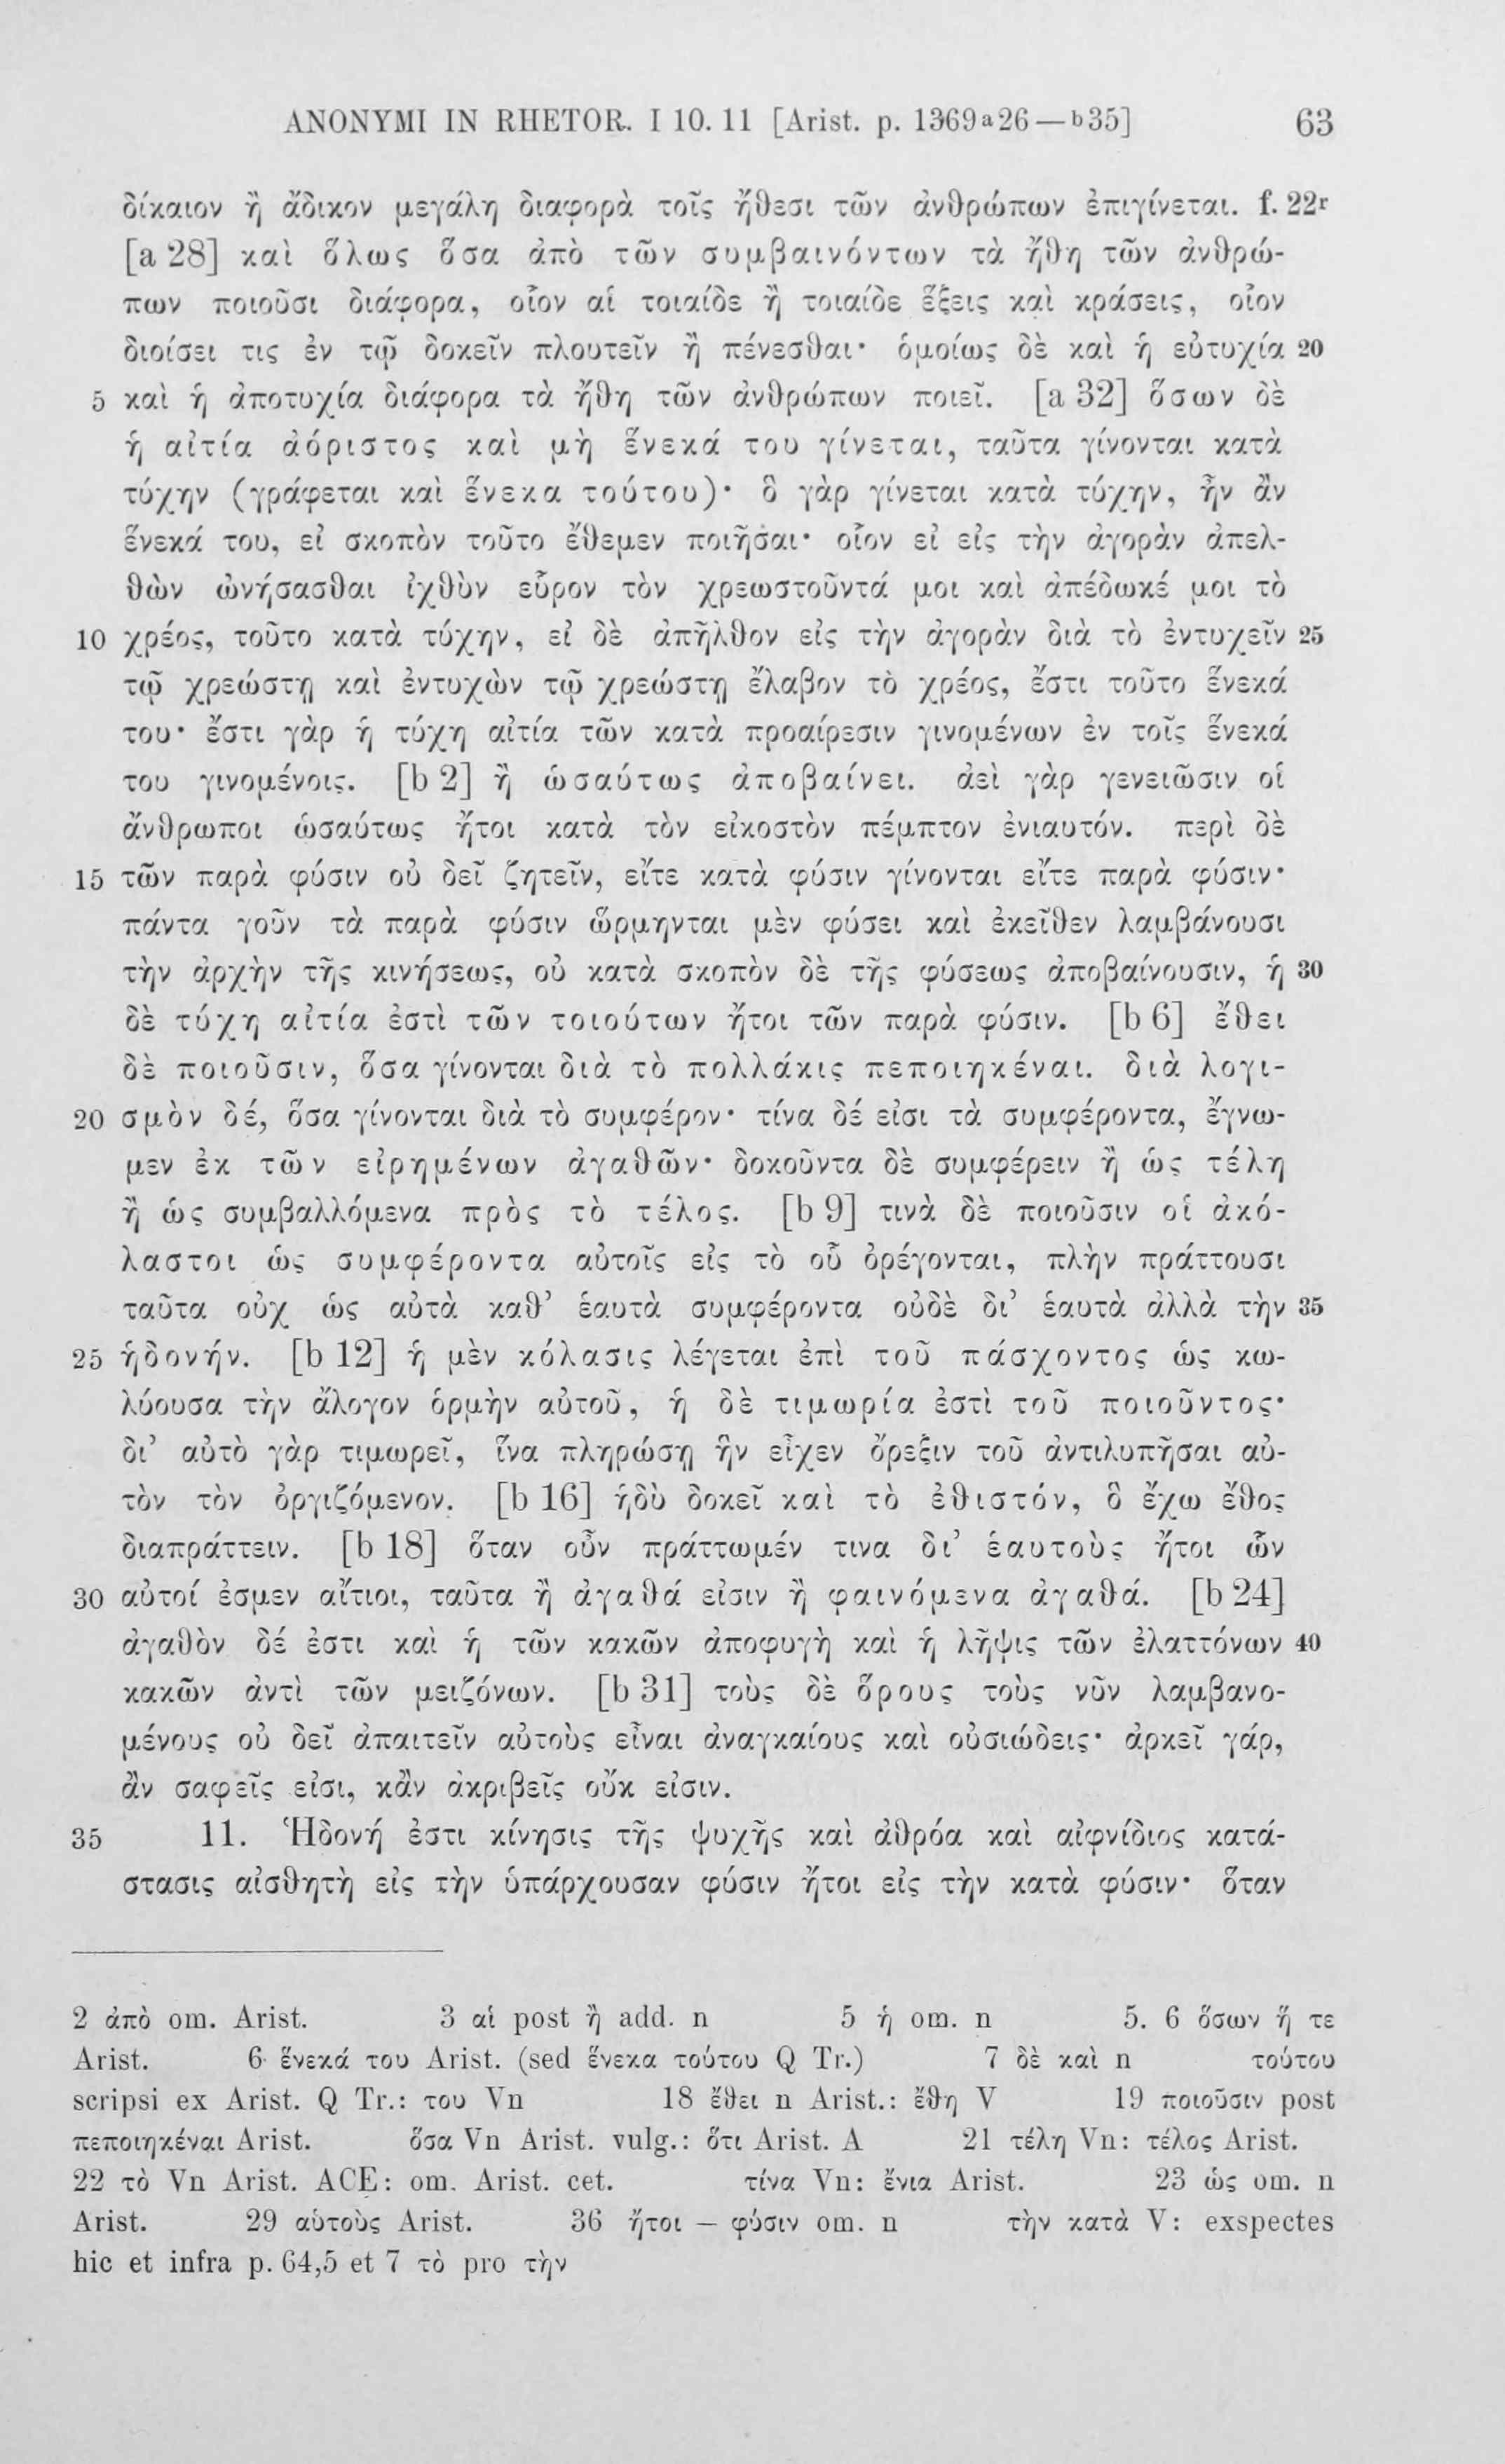 ANONYMI IN RHETOR. I 10. 11 [Arist. p. 1369a26—b35] 63
δίκαιον ἢ ἄδικον μεγάλη διαφορὰ τοῖς ἤθεσι τῶν ἀνθρώπων ἐπιγίνεται. f. 22r
[a 28] καὶ ὅλως ὅσα ἀπὸ τῶν συμβαινόντων τὰ ἤθη τῶν ἀνθρώ-
πων ποιοῦσι διάφορα, οἷον αἱ τοιαίδε ἢ τοιαίδε ἕξεις καὶ κράσεις, οἷον
διοίσει τις ἐν τῷ δοκεῖν πλουτεῖν ἢ πένεσθαι· ὁμοίως δὲ καὶ ἡ εὐτυχία 20
5 καὶ ἡ ἀποτυχία διάφορα τὰ ἤθη τῶν ἀνθρώπων ποιεῖ. [a 32] ὅσων δὲ
ἡ αἰτία ἀόριστος καὶ μὴ ἕνεκά του γίνεται, ταῦτα γίνονται κατὰ
τύχην (γράφεται καὶ ἕνεκα τούτου)· ὃ γὰρ γίνεται κατὰ τύχην, ἦν ἂν
ἕνεκά του, εἰ σκοπὸν τοῦτο ἔθεμεν ποιῆσαι· οἷον εἰ εἰς τὴν ἀγορὰν ἀπελ-
θὼν ὠνήσασθαι ἰχθὺν εὗρον τὸν χρεωστοῦντά μοι καὶ ἀπέδωκέ μοι τὸ
10 χρέος, τοῦτο κατὰ τύχην, εἰ δὲ ἀπῆλθον εἰς τὴν ἀγορὰν διὰ τὸ ἐντυχεῖν 25
τῷ χρεώστῃ καὶ ἐντυχὼν τῷ χρεώστῃ ἔλαβον τὸ χρέος, ἔστι τοῦτο ἕνεκά
του· ἔστι γὰρ ἡ τύχη αἰτία τῶν κατὰ προαίρεσιν γινομένων ἐν τοῖς ἕνεκά
του γινομένοις. [b 2] ἢ ὡσαύτως ἀποβαίνει. ἀεὶ γὰρ γενειῶσιν οἱ
ἄνθρωποι ὡσαύτως ἤτοι κατὰ τὸν εἰκοστὸν πέμπτον ἐνιαυτόν. περὶ δὲ
15 τῶν παρὰ φύσιν οὐ δεῖ ζητεῖν, εἴτε κατὰ φύσιν γίνονται εἴτε παρὰ φύσιν·
πάντα γοῦν τὰ παρὰ φύσιν ὥρμηνται μὲν φύσει καὶ ἐκεῖθεν λαμβάνουσι
τὴν ἀρχὴν τῆς κινήσεως, οὐ κατὰ σκοπὸν δὲ τῆς φύσεως ἀποβαίνουσιν, ἡ 30
δὲ τύχη αἰτία ἐστὶ τῶν τοιούτων ἤτοι τῶν παρὰ φύσιν. [b 6] ἔθει
δὲ ποιοῦσιν, ὅσα γίνονται διὰ τὸ πολλάκις πεποιηκέναι. διὰ λογι-
20 σμὸν δέ, ὅσα γίνονται διὰ τὸ συμφέρον· τίνα δέ εἰσι τὰ συμφέροντα, ἔγνω-
μεν ἐκ τῶν εἰρημένων ἀγαθῶν· δοκοῦντα δὲ συμφέρειν ἢ ὡς τέλη
ἢ ὡς συμβαλλόμενα πρὸς τὸ τέλος. [b 9] τινὰ δὲ ποιοῦσιν οἱ ἀκό-
λαστοι ὡς συμφέροντα αὐτοῖς εἰς τὸ οὗ ὀρέγονται, πλὴν πράττουσι
ταῦτα οὐχ ὡς αὐτὰ καθ’ ἑαυτὰ συμφέροντα οὐδὲ δι’ ἑαυτὰ ἀλλὰ τὴν 35
25 ἡδονήν. [b 12] ἡ μὲν κόλασις λέγεται ἐπὶ τοῦ πάσχοντος ὡς κω-
λύουσα τὴν ἄλογον ὁρμὴν αὐτοῦ, ἡ δὲ τιμωρία ἐστὶ τοῦ ποιοῦντος·
δι’ αὐτὸ γὰρ τιμωρεῖ, ἵνα πληρώσῃ ἣν εἶχεν ὄρεξιν τοῦ ἀντιλυπῆσαι αὐ-
τὸν τὸν ὀργιζόμενον. [b 16] ἡδὺ δοκεῖ καὶ τὸ ἐθιστόν, ὃ ἔχω ἔθος
διαπράττειν. [b 18] ὅταν οὖν πράττωμέν τινα δι’ ἑαυτοὺς ἤτοι ὧν
30 αὐτοί ἐσμεν αἴτιοι, ταῦτα ἢ ἀγαθά εἰσιν ἢ φαινόμενα ἀγαθά. [b 24]
ἀγαθὸν δέ ἐστι καὶ ἡ τῶν κακῶν ἀποφυγὴ καὶ ἡ λῆψις τῶν ἐλαττόνων 40
κακῶν ἀντὶ τῶν μειζόνων. [b 31] τοὺς δὲ ὅρους τοὺς νῦν λαμβανο-
μένους οὐ δεῖ ἀπαιτεῖν αὐτοὺς εἶναι ἀναγκαίους καὶ οὐσιώδεις· ἀρκεῖ γάρ,
ἂν σαφεῖς εἰσι, κἂν ἀκριβεῖς οὔκ εἰσιν.
35 11. Ἡδονή ἐστι κίνησις τῆς ψυχῆς καὶ ἀθρόα καὶ αἰφνίδιος κατά-
στασις αἰσθητὴ εἰς τὴν ὑπάρχουσαν φύσιν ἤτοι εἰς τὴν κατὰ φύσιν· ὅταν
2 ἀπὸ om. Arist. 3 αἱ post ἢ add. n 5 ἡ om. n 5. 6 ὅσων ἥ τε
Arist. 6 ἕνεκά του Arist. (sed ἕνεκα τούτου Q Tr.) 7 δὲ καὶ n τούτου
scripsi ex Arist. Q Tr.: του Vn 18 ἔθει n Arist.: ἔθη V 19 ποιοῦσιν post
πεποιηκέναι Arist. ὅσα Vn Arist. vulg.: ὅτι Arist. A 21 τέλη Vn: τέλος Arist.
22 τὸ Vn Arist. ACE: om. Arist. cet. τίνα Vn: ἔνια Arist. 23 ὡς om. n
Arist. 29 αὑτοὺς Arist. 36 ἤτοι — φύσιν om. n τὴν κατὰ V: exspectes
hic et infra p. 64,5 et 7 τὸ pro τὴν